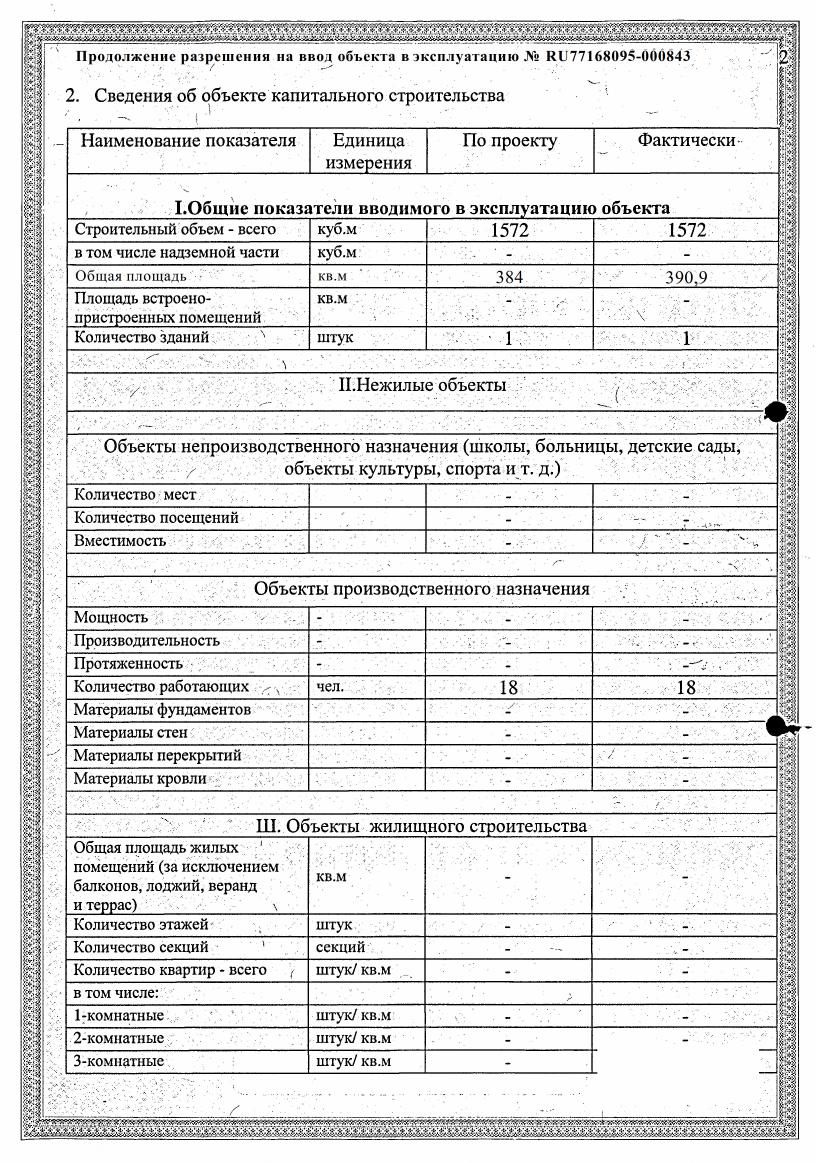 Продолжение разрешения на ввод объекта в эксплуатацию № RU77168095-000843
2
2. Сведения об объекте капитального строительства
Наименование показателя Единица измерения По проекту Фактически
I.Общие показатели вводимого в эксплуатацию объекта
Строительный объем - всего куб.м 1572 1572
в том числе надземной части куб.м - -
Общая площадь кв.м 384 390,9
Площадь встроено- кв.м - -
пристроенных помещений
Количество зданий штук 1 1
II.Нежилые объекты
Объекты непроизводственного назначения (школы, больницы, детские сады,
объекты культуры, спорта и т. д.)
Количество мест - -
Количество посещений - -
Вместимость - -
Объекты производственного назначения
Мощность - - -
Производительность - - -
Протяженность - - -
Количество работающих чел. 18 18
Материалы фундаментов - -
Материалы стен - -
Материалы перекрытий - -
Материалы кровли - -
Ш. Объекты жилищного строительства
Общая площадь жилых
помещений (за исключением
балконов, лоджий, веранд
и террас) кв.м - -
Количество этажей штук - -
Количество секций секций - -
Количество квартир - всего штук/ кв.м - -
в том числе:
1-комнатные штук/ кв.м - -
2-комнатные штук/ кв.м - -
3-комнатные штук/ кв.м -